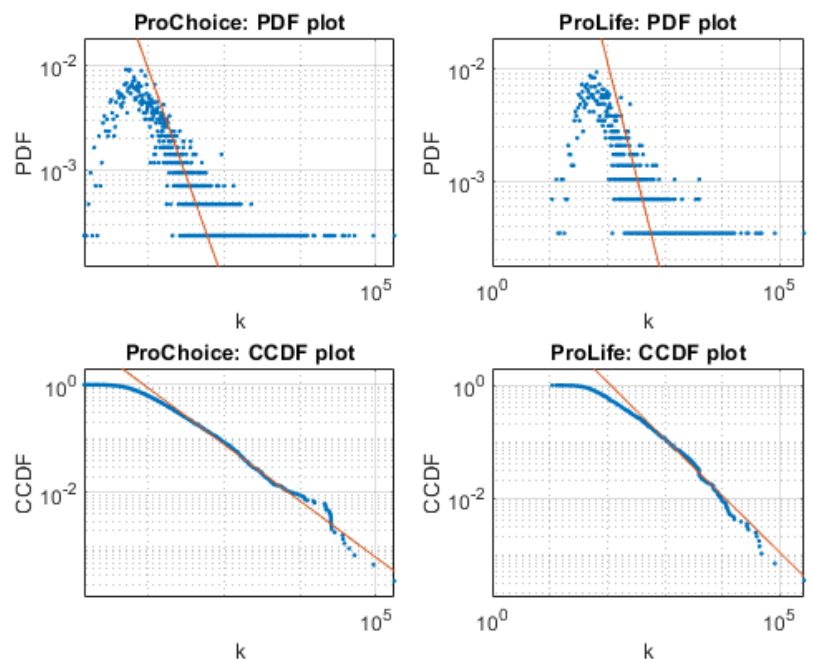 ProChoice: PDF plot
10^-2
10^-3
PDF
10^5
k
ProLife: PDF plot
10^-2
10^-3
PDF
10^0
10^5
k
ProChoice: CCDF plot
10^0
10^-2
CCDF
10^5
k
ProLife: CCDF plot
10^0
10^-2
CCDF
10^0
10^5
k